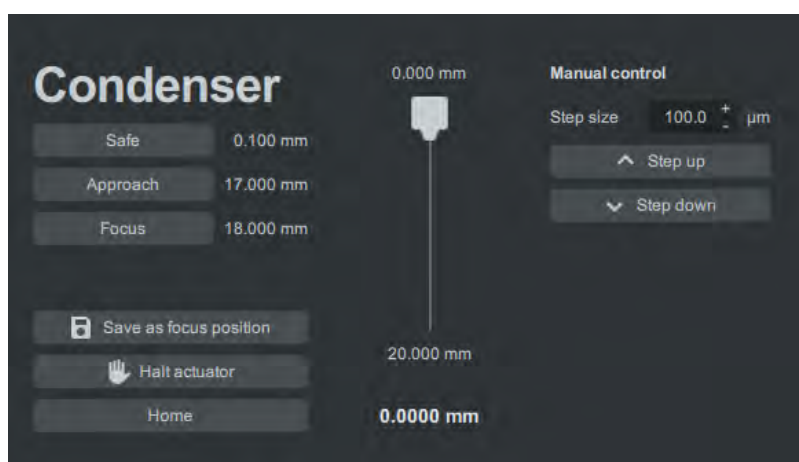 Condenser
Safe 0.100 mm
Approach 17.000 mm
Focus 18.000 mm
Save as focus position
Halt actuator
Home
0.000 mm
20.000 mm
0.0000 mm
Manual control
Step size 100.0 + - µm
Step up
Step down